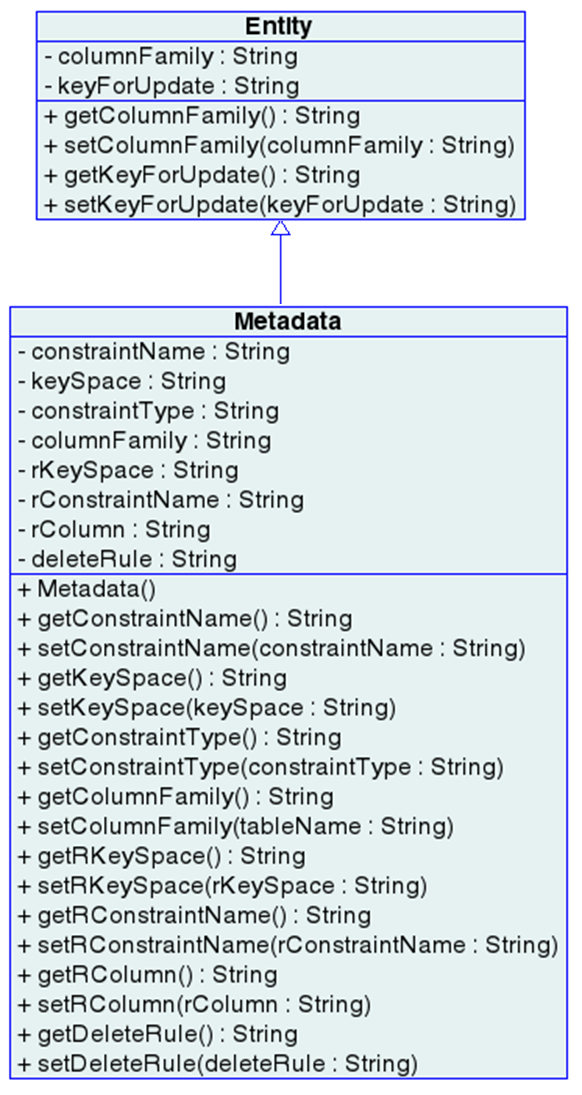 Entity
- columnFamily : String
- keyForUpdate : String
+ getColumnFamily() : String
+ setColumnFamily(columnFamily : String)
+ getKeyForUpdate() : String
+ setKeyForUpdate(keyForUpdate : String)
Metadata
- constraintName : String
- keySpace : String
- constraintType : String
- columnFamily : String
- rKeySpace : String
- rConstraintName : String
- rColumn : String
- deleteRule : String
+ Metadata()
+ getConstraintName() : String
+ setConstraintName(constraintName : String)
+ getKeySpace() : String
+ setKeySpace(keySpace : String)
+ getConstraintType() : String
+ setConstraintType(constraintType : String)
+ getColumnFamily() : String
+ setColumnFamily(tableName : String)
+ getRKeySpace() : String
+ setRKeySpace(rKeySpace : String)
+ getRConstraintName() : String
+ setRConstraintName(rConstraintName : String)
+ getRColumn() : String
+ setRColumn(rColumn : String)
+ getDeleteRule() : String
+ setDeleteRule(deleteRule : String)